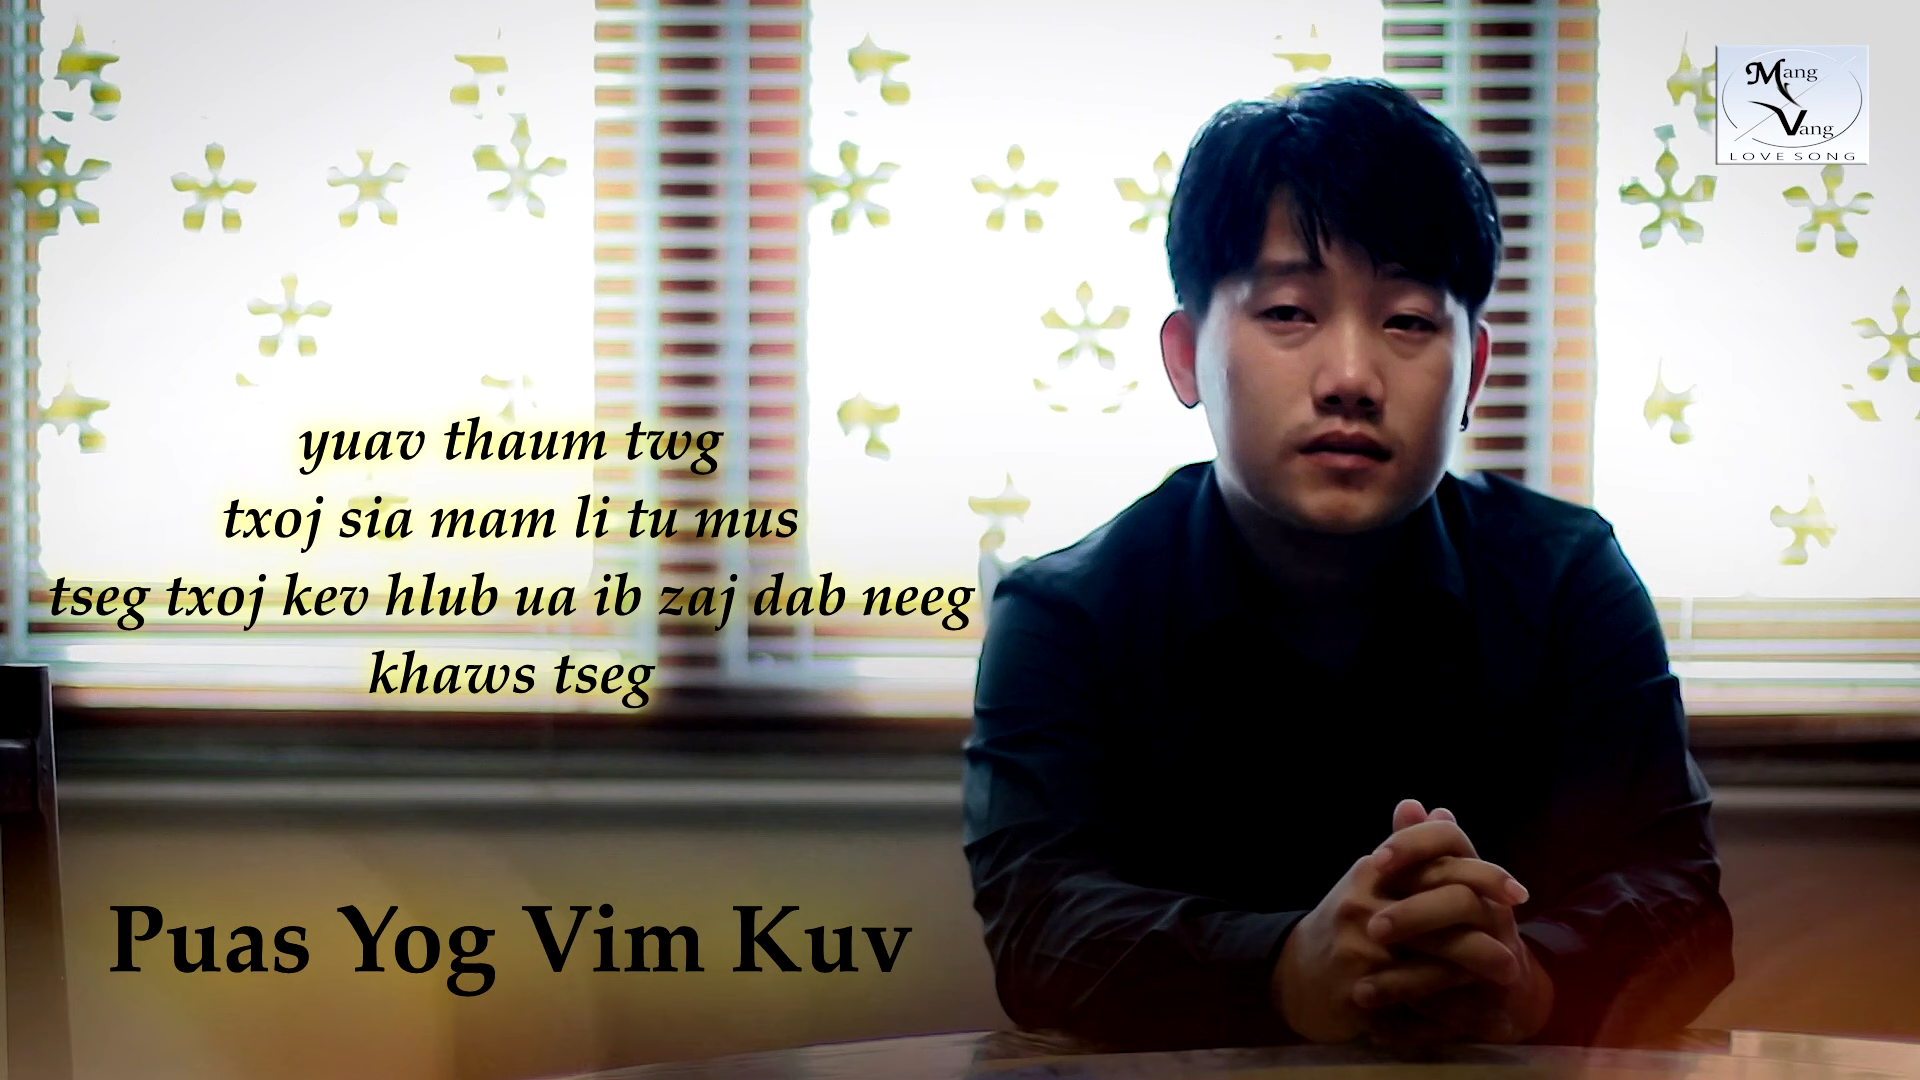 Mang
Vang
LOVE SONG
yuav thaum twg
txoj sia mam li tu mus
tseg txoj kev hlub ua ib zaj dab neeg
khaws tseg
Puas Yog Vim Kuv